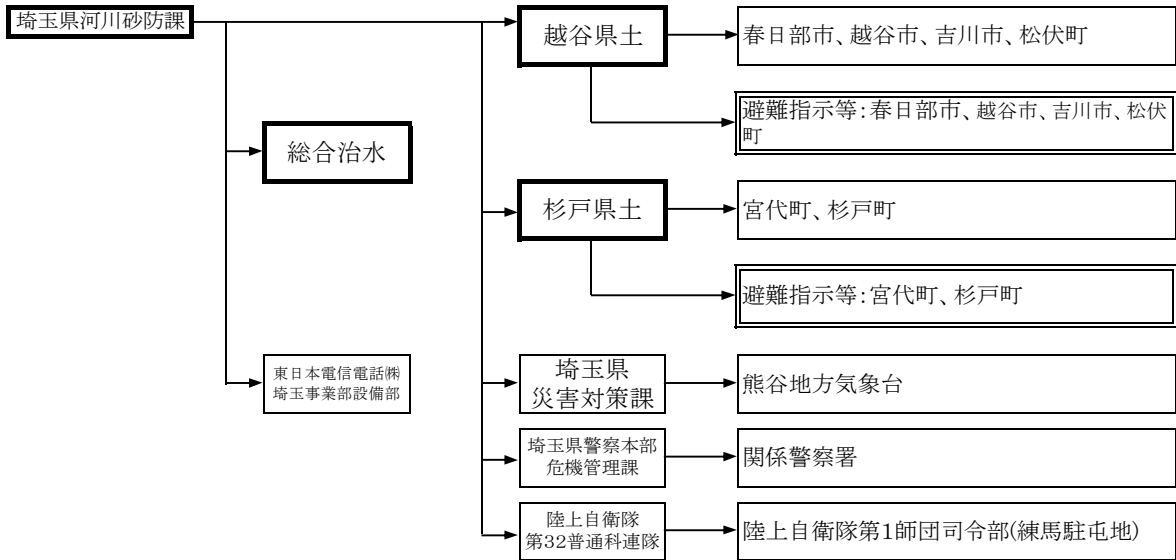 埼玉県河川砂防課
越谷県土
春日部市、越谷市、吉川市、松伏町
避難指示等:春日部市、越谷市、吉川市、松伏
町
総合治水
杉戸県土
宮代町、杉戸町
避難指示等:宮代町、杉戸町
東日本電信電話㈱
埼玉事業部設備部
埼玉県
災害対策課
熊谷地方気象台
埼玉県警察本部
危機管理課
関係警察署
陸上自衛隊
第32普通科連隊
陸上自衛隊第1師団司令部(練馬駐屯地)